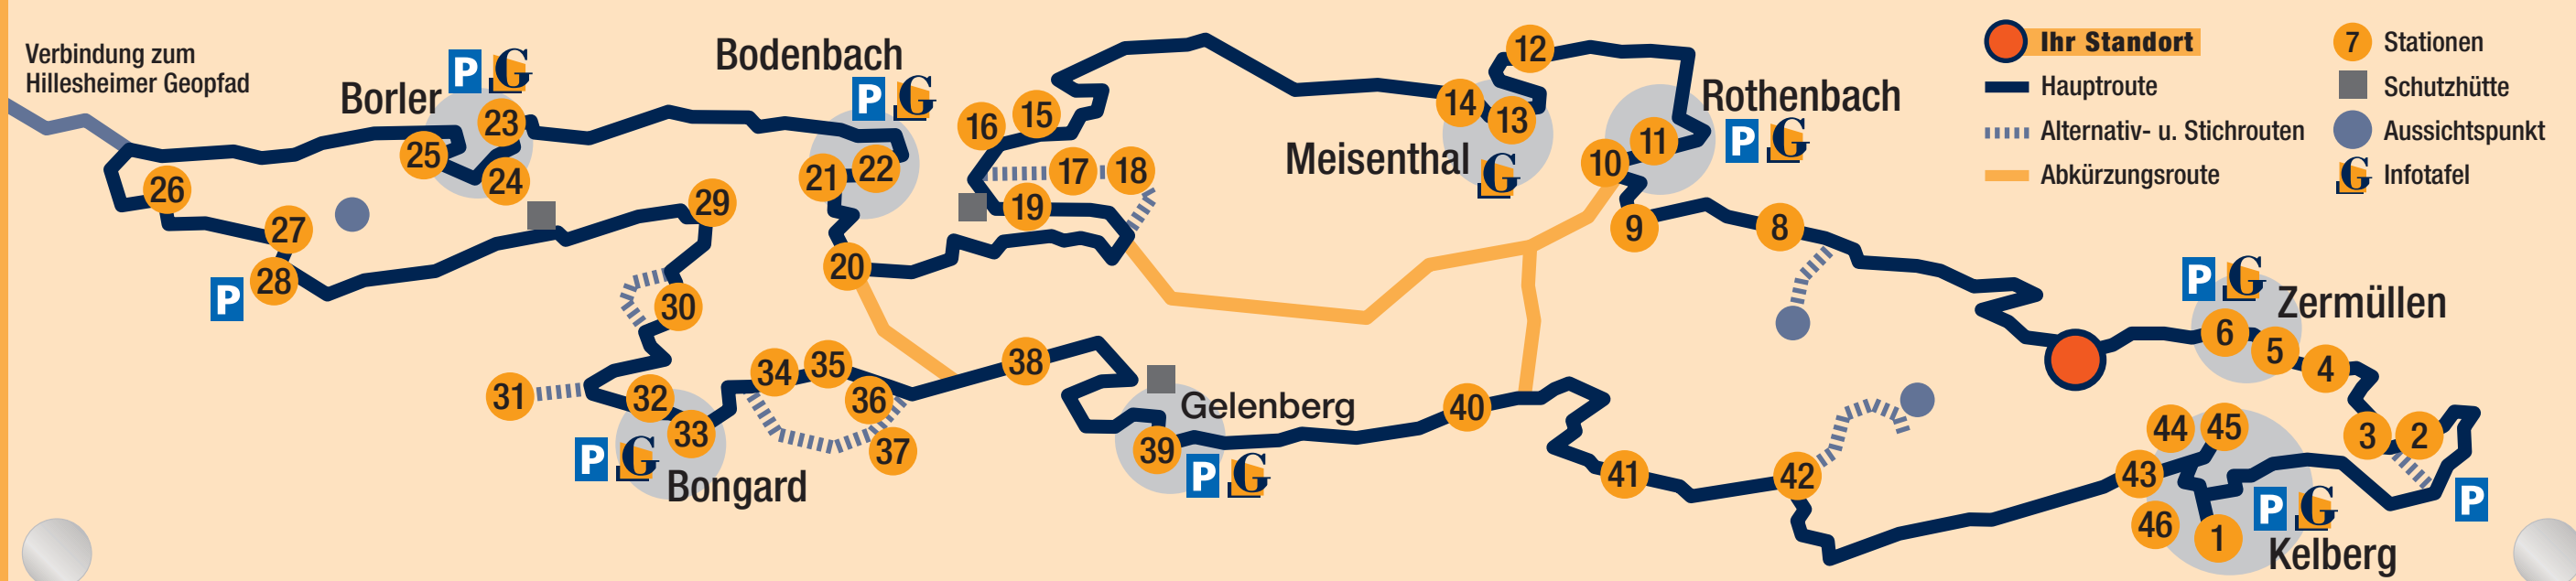 Verbindung zum
Hillesheimer Geopfad
Borler
P G
Bodenbach
P G
Meisenthal
G
Rothenbach
P G
Ihr Standort
Hauptroute
Alternativ- u. Stichrouten
Abkürzungsroute
7 Stationen
Schutzhütte
Aussichtspunkt
G Infotafel
12
14
13
11
10
9
8
15
16
17
18
19
23
25
24
21
22
20
26
27
28
P
29
30
31
32
33
34
35
36
37
38
P G
Bongard
Gelenberg
39
P G
40
41
42
P G
Zermüllen
6
5
4
3
2
P
44
45
43
46
1
P G
Kelberg